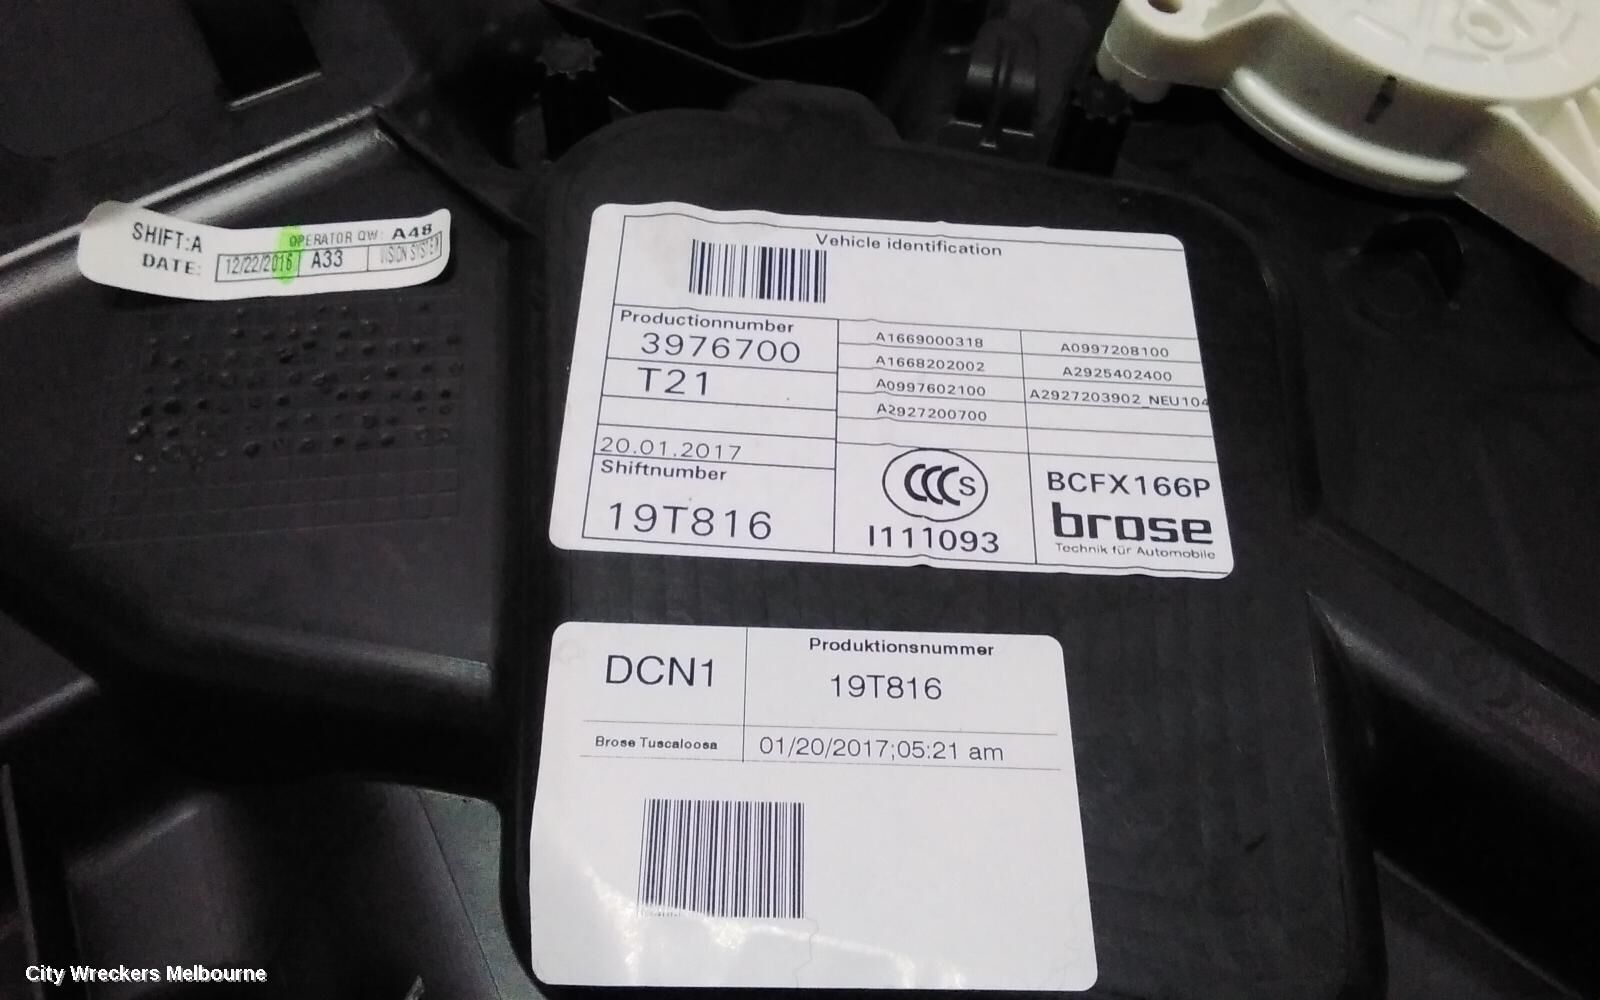 SHIFT:A OPERATOR QW: A48
DATE: 12/22/2016 A33 VISION SYSTEM
Vehicle identification
Productionnumber
3976700
T21
20.01.2017
Shiftnumber
19T816
A1669000318 A0997208100
A1668202002 A2925402400
A0997602100 A2927203902_NEU104
A2927200700
CCC S
I111093
BCFX166P
brose
Technik für Automobile
DCN1
Produktionsnummer
19T816
Brose Tuscaloosa 01/20/2017;05:21 am
City Wreckers Melbourne